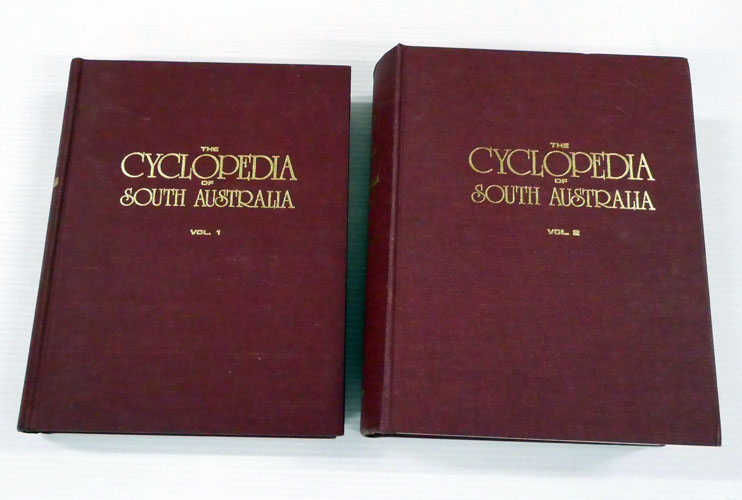 THE
CYCLOPEDIA
OF
SOUTH AUSTRALIA
VOL. 1
THE
CYCLOPEDIA
OF
SOUTH AUSTRALIA
VOL. 2